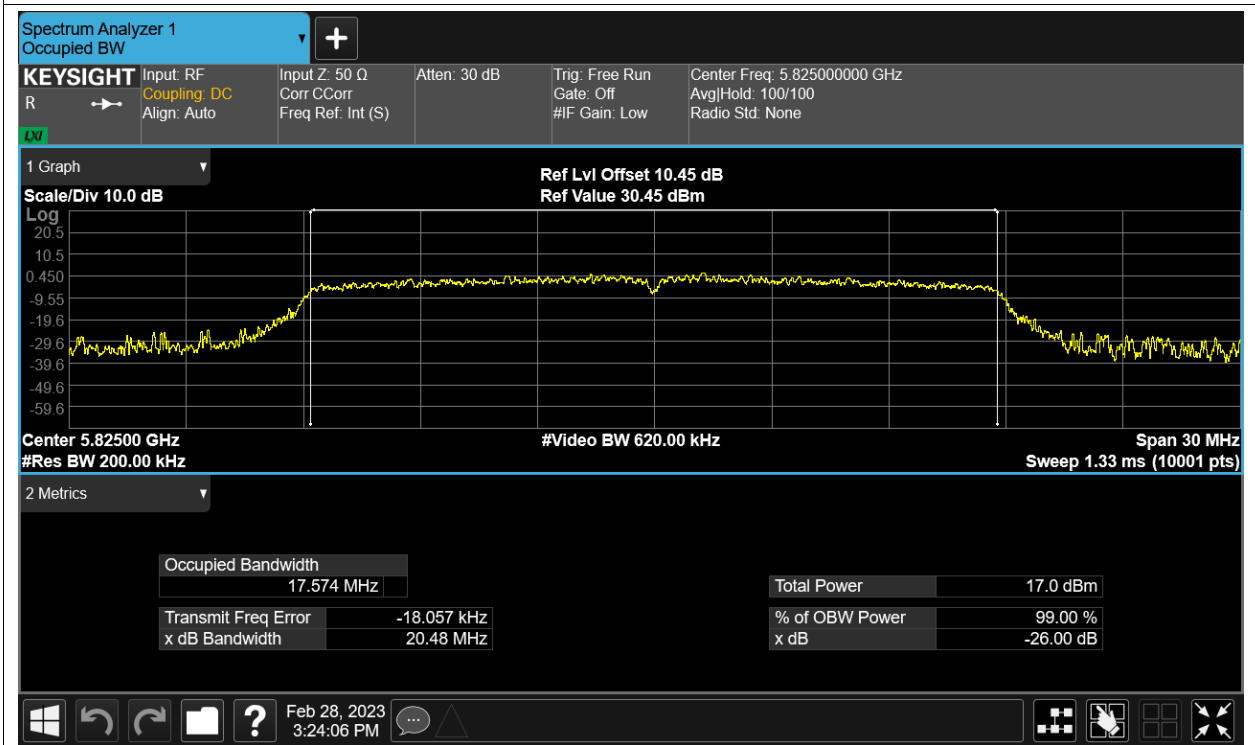 Spectrum Analyzer 1
Occupied BW
KEYSIGHT
R
LXI
Input: RF
Coupling: DC
Align: Auto
Input Z: 50 Ω
Corr CCorr
Freq Ref: Int (S)
Atten: 30 dB
Trig: Free Run
Gate: Off
#IF Gain: Low
Center Freq: 5.825000000 GHz
Avg|Hold: 100/100
Radio Std: None
1 Graph
Scale/Div 10.0 dB
Ref Lvl Offset 10.45 dB
Ref Value 30.45 dBm
Log
20.5
10.5
0.450
-9.55
-19.6
-29.6
-39.6
-49.6
-59.6
Center 5.82500 GHz
#Res BW 200.00 kHz
#Video BW 620.00 kHz
Span 30 MHz
Sweep 1.33 ms (10001 pts)
2 Metrics
Occupied Bandwidth
17.574 MHz
Transmit Freq Error -18.057 kHz
x dB Bandwidth 20.48 MHz
Total Power 17.0 dBm
% of OBW Power 99.00 %
x dB -26.00 dB
?
Feb 28, 2023
3:24:06 PM